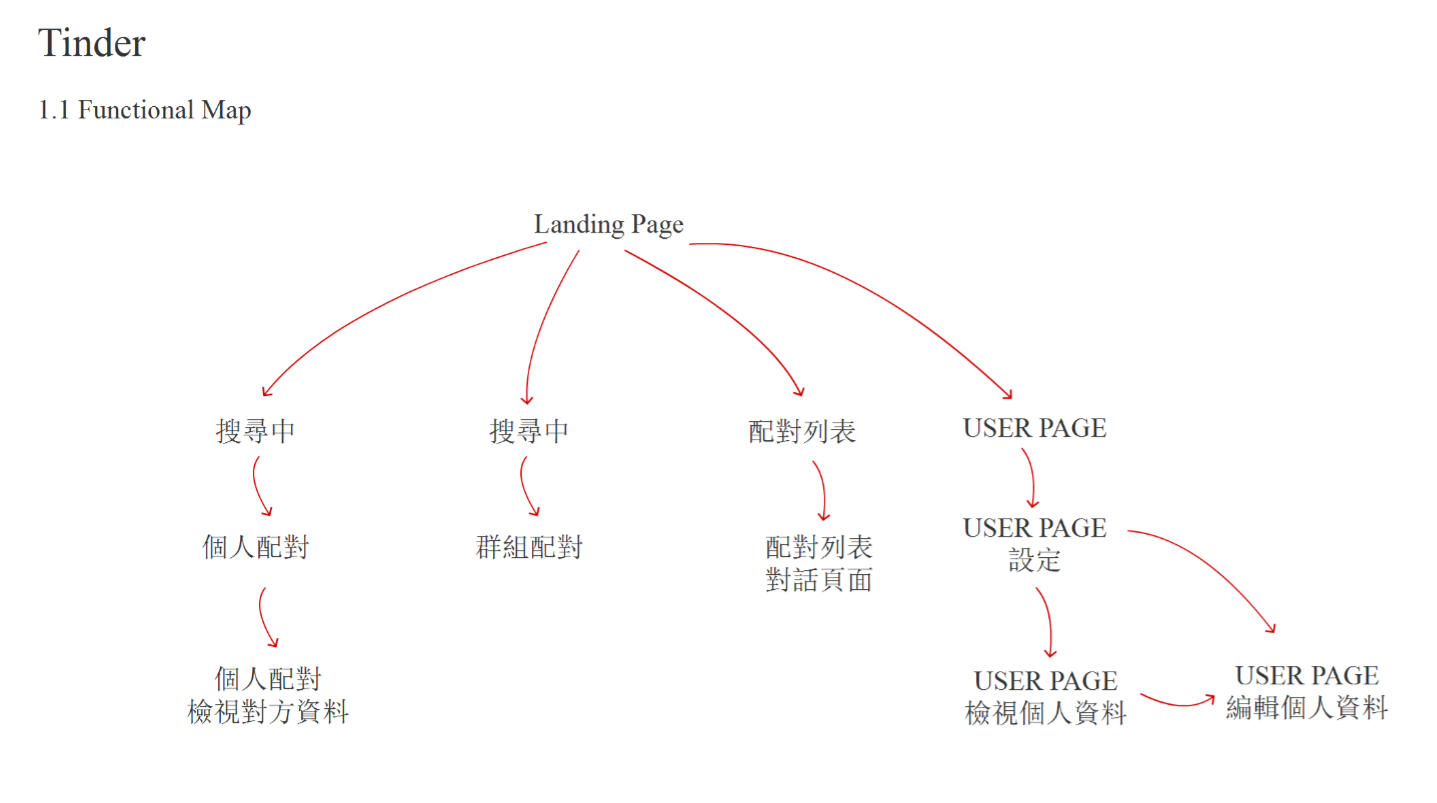 Tinder
1.1 Functional Map
Landing Page
搜尋中
搜尋中
配對列表
USER PAGE
個人配對
群組配對
配對列表
對話頁面
USER PAGE
設定
個人配對
檢視對方資料
USER PAGE
檢視個人資料
USER PAGE
編輯個人資料